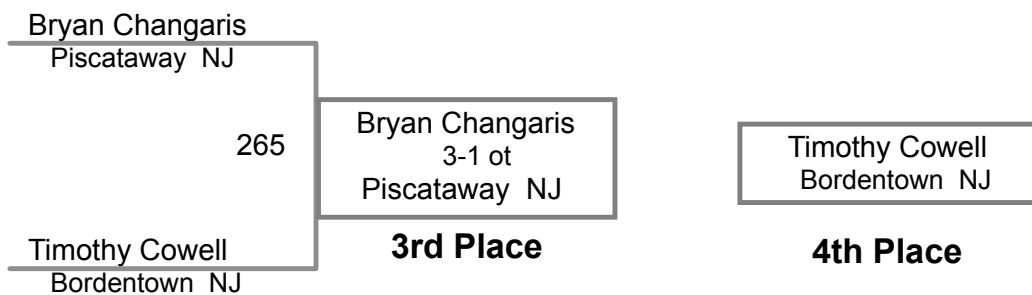 Bryan Changaris
Piscataway NJ
265
Bryan Changaris
3-1 ot
Piscataway NJ
3rd Place
Timothy Cowell
Bordentown NJ
Timothy Cowell
Bordentown NJ
4th Place